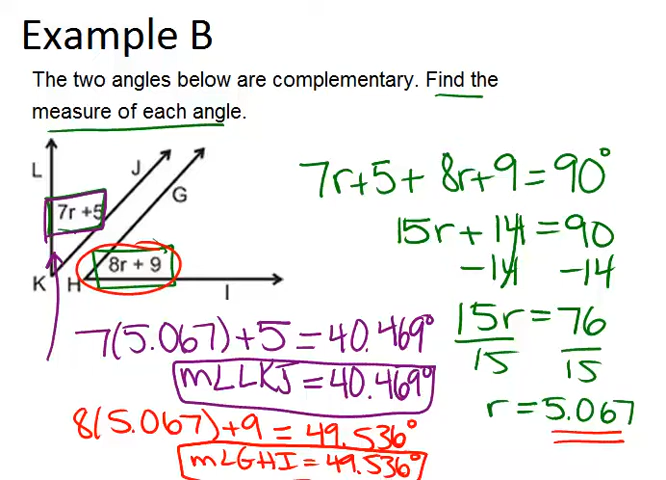 Example B
The two angles below are complementary. Find the
measure of each angle.
L
J
G
7r +5
K
H
8r + 9
I
7r+5+ 8r+9=90°
15r + 14 = 90
-14 -14
15r = 76
15 15
r = 5.067
7(5.067)+5 = 40.469°
m∠LKJ = 40.469°
8(5.067)+9 = 49.536°
m∠GHI = 49.536°